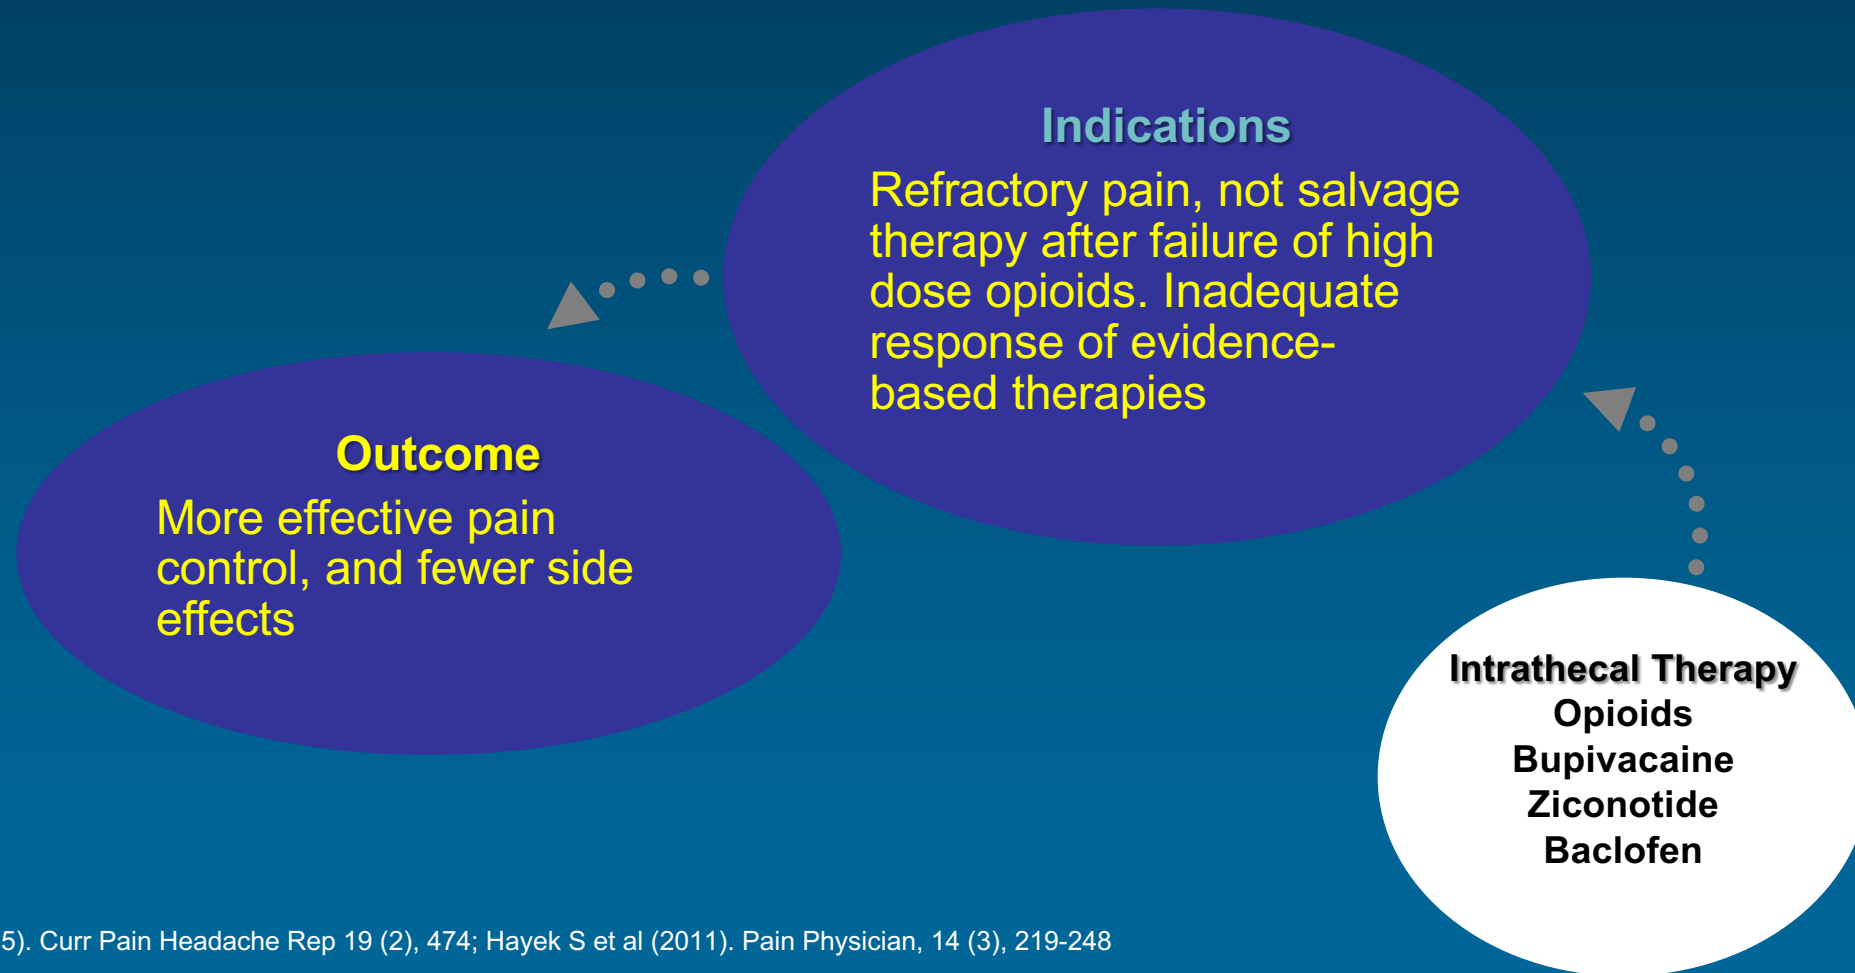 Indications
Refractory pain, not salvage
therapy after failure of high
dose opioids. Inadequate
response of evidence-
based therapies
Outcome
More effective pain
control, and fewer side
effects
Intrathecal Therapy
Opioids
Bupivacaine
Ziconotide
Baclofen
5). Curr Pain Headache Rep 19 (2), 474; Hayek S et al (2011). Pain Physician, 14 (3), 219-248